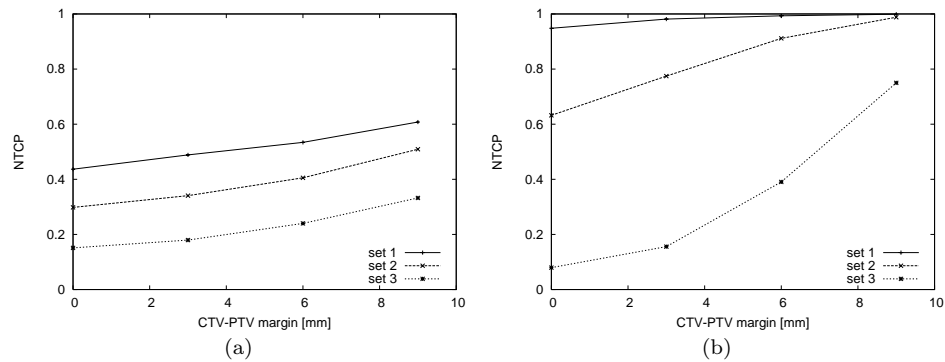 1
0.8
0.6
0.4
0.2
0
NTCP
0 2 4 6 8 10
CTV-PTV margin [mm]
set 1
set 2
set 3
(a)
1
0.8
0.6
0.4
0.2
0
NTCP
0 2 4 6 8 10
CTV-PTV margin [mm]
set 1
set 2
set 3
(b)